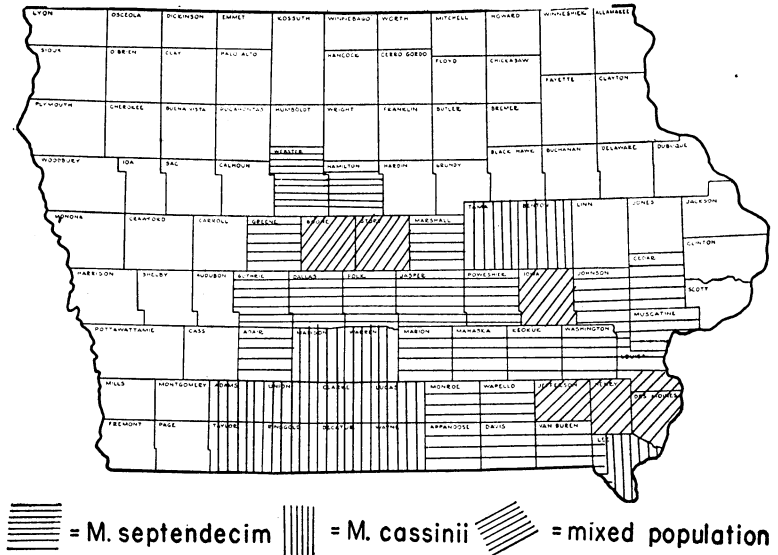 LYON OSCEOLA DICKINSON EMMET KOSSUTH WINNEBAGO WORTH MITCHELL HOWARD WINNESHIEK ALLAMAKEE
SIOUX O'BRIEN CLAY PALO ALTO HANCOCK CERRO GORDO FLOYD CHICKASAW
FAYETTE CLAYTON
PLYMOUTH CHEROKEE BUENA VISTA POCAHONTAS HUMBOLDT WRIGHT FRANKLIN BUTLER BREMER
WOODBURY IDA SAC CALHOUN WEBSTER HAMILTON HARDIN GRUNDY BLACK HAWK BUCHANAN DELAWARE DUBUQUE
MONONA CRAWFORD CARROLL GREENE BOONE STORY MARSHALL TAMA BENTON LINN JONES JACKSON
CLINTON
CEDAR
HARRISON SHELBY AUDUBON GUTHRIE DALLAS POLK JASPER POWESHIEK IOWA JOHNSON SCOTT
MUSCATINE
POTTAWATTAMIE CASS ADAIR MADISON WARREN MARION MAHASKA KEOKUK WASHINGTON LOUISA
MILLS MONTGOMERY ADAMS UNION CLARKE LUCAS MONROE WAPELLO JEFFERSON HENRY DES MOINES
FREMONT PAGE TAYLOR RINGGOLD DECATUR WAYNE APPANOOSE DAVIS VAN BUREN LEE
= M. septendecim = M. cassinii = mixed population